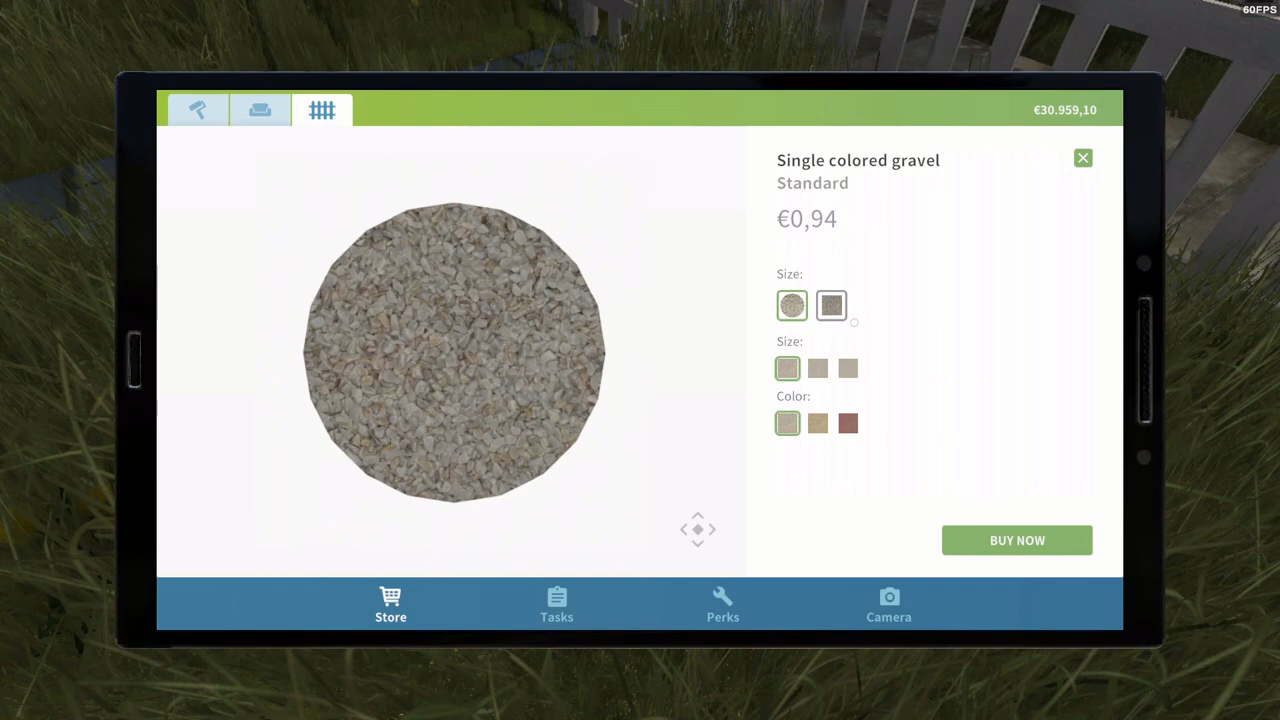 60FPS
€30.959,10
Single colored gravel
Standard
€0,94
Size:
Size:
Color:
BUY NOW
Store
Tasks
Perks
Camera